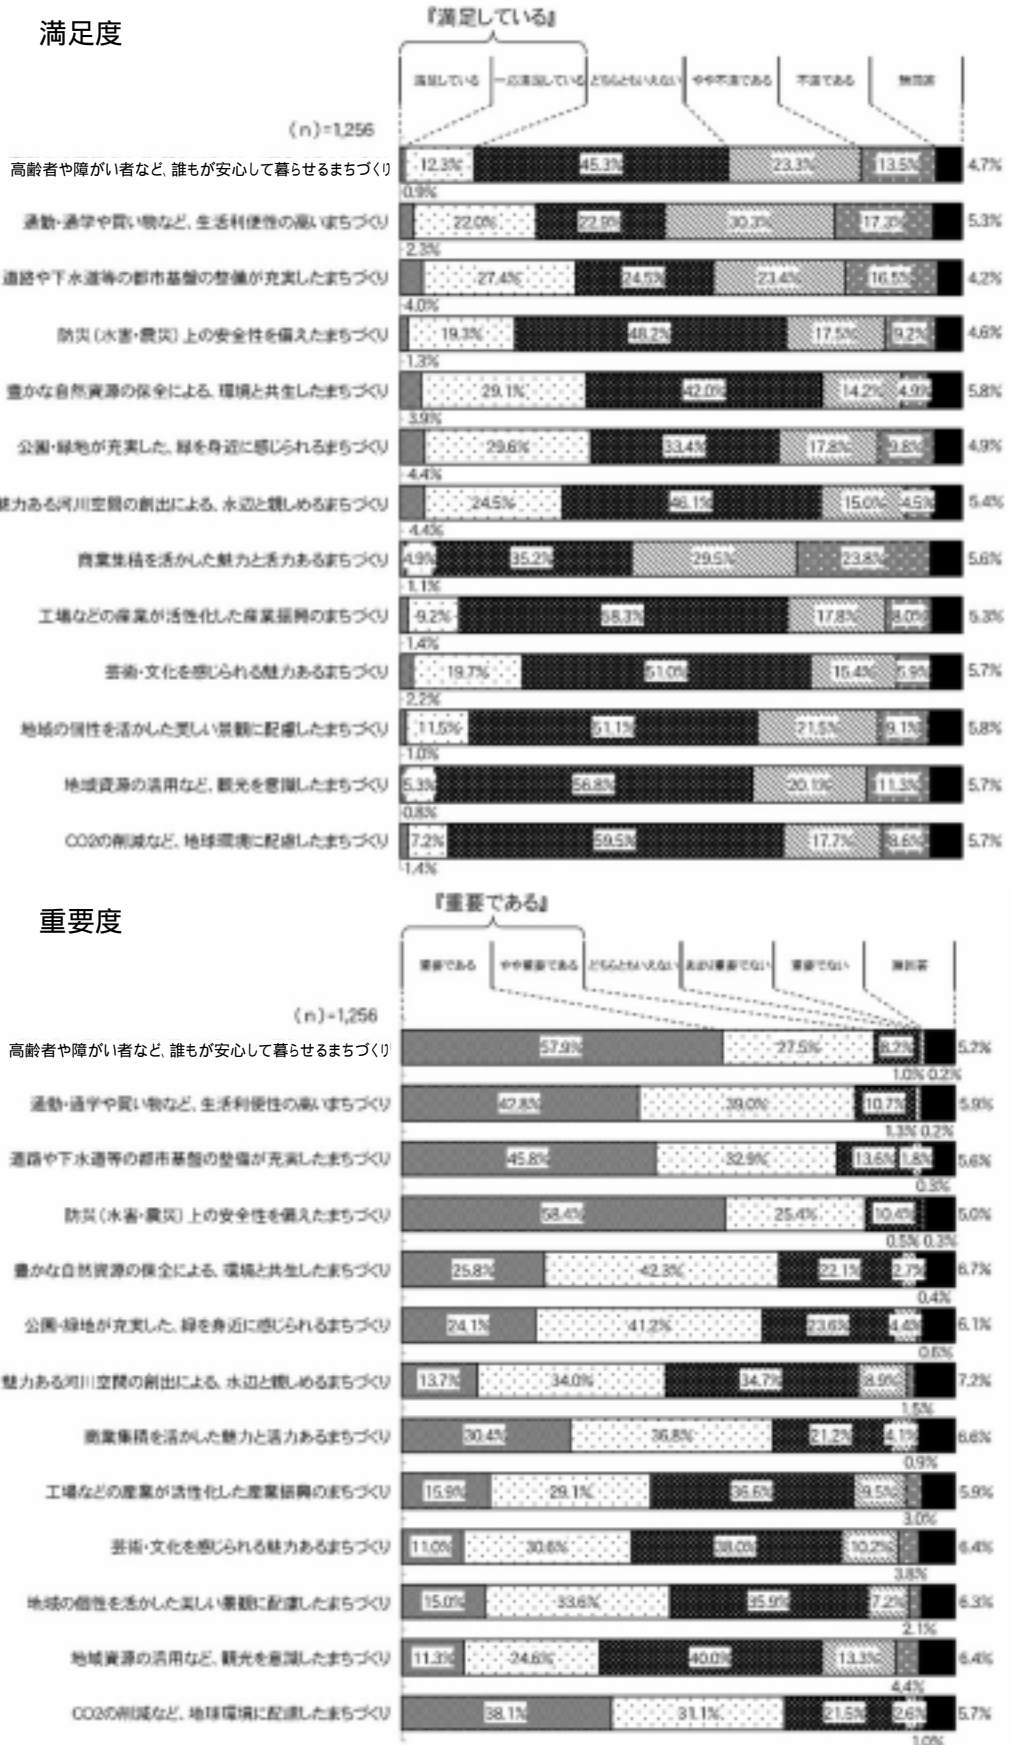 『満足している』
満足度
満足している 一応満足している どちらともいえない やや不満である 不満である 無回答
(n)=1,256
高齢者や障がい者など、誰もが安心して暮らせるまちづくり 12.3% 45.3% 23.3% 13.5% 4.7%
0.9%
通勤・通学や買い物など、生活利便性の高いまちづくり 22.0% 22.9% 30.3% 17.3% 5.3%
2.3%
道路や下水道等の都市基盤の整備が充実したまちづくり 27.4% 24.5% 23.4% 16.5% 4.2%
4.0%
防災(水害・震災)上の安全性を備えたまちづくり 19.3% 48.2% 17.5% 9.2% 4.6%
1.3%
豊かな自然資源の保全による、環境と共生したまちづくり 29.1% 42.0% 14.2% 4.9% 5.8%
3.9%
公園・緑地が充実した、緑を身近に感じられるまちづくり 29.6% 33.4% 17.8% 9.8% 4.9%
4.4%
魅力ある河川空間の創出による、水辺と親しめるまちづくり 24.5% 46.1% 15.0% 4.5% 5.4%
4.4%
商業集積を活かした魅力と活力あるまちづくり 4.9% 35.2% 29.5% 23.8% 5.6%
1.1%
工場などの産業が活性化した産業振興のまちづくり 9.2% 58.3% 17.8% 8.0% 5.3%
1.4%
芸術・文化を感じられる魅力あるまちづくり 19.7% 51.0% 15.4% 5.9% 5.7%
2.2%
地域の個性を活かした美しい景観に配慮したまちづくり 11.5% 51.1% 21.5% 9.1% 5.8%
1.0%
地域資源の活用など、観光を意識したまちづくり 5.3% 56.8% 20.1% 11.3% 5.7%
0.8%
CO2の削減など、地球環境に配慮したまちづくり 7.2% 59.5% 17.7% 8.6% 5.7%
1.4%
『重要である』
重要度
重要である やや重要である どちらともいえない あまり重要でない 重要でない 無回答
(n)=1,256
高齢者や障がい者など、誰もが安心して暮らせるまちづくり 57.9% 27.5% 8.2% 5.2%
1.0% 0.2%
通勤・通学や買い物など、生活利便性の高いまちづくり 42.8% 39.0% 10.7% 5.9%
1.3% 0.2%
道路や下水道等の都市基盤の整備が充実したまちづくり 45.8% 32.9% 13.6% 1.8% 5.6%
0.3%
防災(水害・震災)上の安全性を備えたまちづくり 58.4% 25.4% 10.4% 5.0%
0.5% 0.3%
豊かな自然資源の保全による、環境と共生したまちづくり 25.8% 42.3% 22.1% 2.7% 6.7%
0.4%
公園・緑地が充実した、緑を身近に感じられるまちづくり 24.1% 41.2% 23.6% 4.4% 6.1%
0.6%
魅力ある河川空間の創出による、水辺と親しめるまちづくり 13.7% 34.0% 34.7% 8.9% 7.2%
1.5%
商業集積を活かした魅力と活力あるまちづくり 30.4% 36.8% 21.2% 4.1% 6.6%
0.9%
工場などの産業が活性化した産業振興のまちづくり 15.9% 29.1% 36.6% 9.5% 5.9%
3.0%
芸術・文化を感じられる魅力あるまちづくり 11.0% 30.6% 38.0% 10.2% 6.4%
3.8%
地域の個性を活かした美しい景観に配慮したまちづくり 15.0% 33.6% 35.9% 7.2% 6.3%
2.1%
地域資源の活用など、観光を意識したまちづくり 11.3% 24.6% 40.0% 13.3% 6.4%
4.4%
CO2の削減など、地球環境に配慮したまちづくり 38.1% 31.1% 21.5% 2.6% 5.7%
1.0%